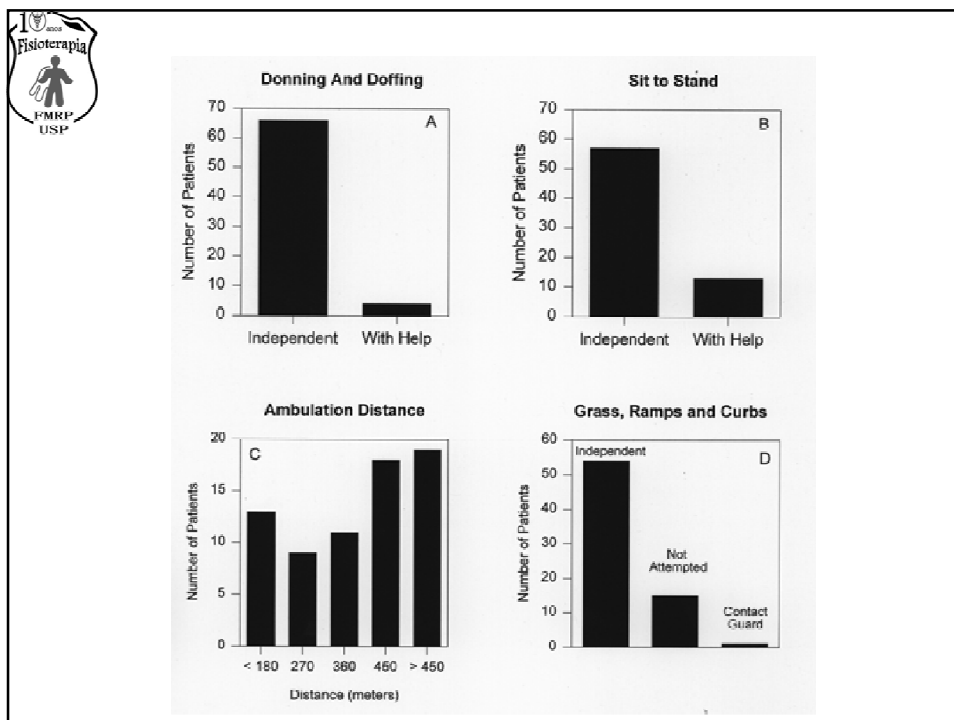 10 anos
Fisioterapia
FMRP
USP
Donning And Doffing
A
Number of Patients
70
60
50
40
30
20
10
0
Independent
With Help
Sit to Stand
B
Number of Patients
70
60
50
40
30
20
10
0
Independent
With Help
Ambulation Distance
C
Number of Patients
20
15
10
5
0
< 180
270
360
450
> 450
Distance (meters)
Grass, Ramps and Curbs
D
Number of Patients
60
50
40
30
20
10
0
Independent
Not
Attempted
Contact
Guard